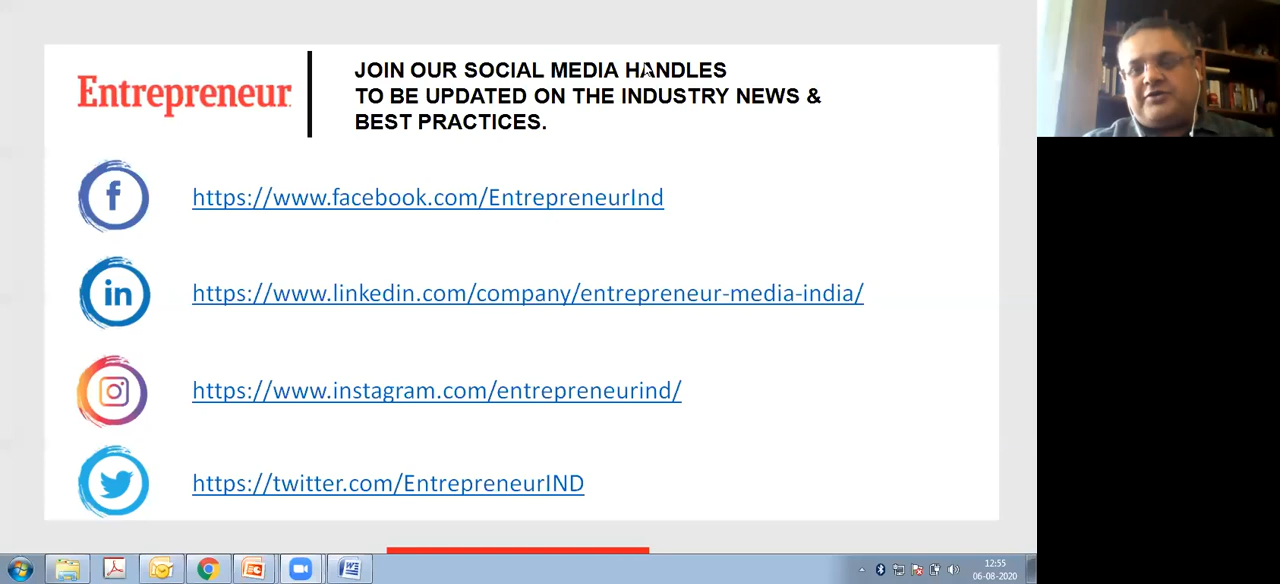 Entrepreneur
JOIN OUR SOCIAL MEDIA HANDLES
TO BE UPDATED ON THE INDUSTRY NEWS &
BEST PRACTICES.
f
https://www.facebook.com/EntrepreneurInd
in
https://www.linkedin.com/company/entrepreneur-media-india/
https://www.instagram.com/entrepreneurind/
https://twitter.com/EntrepreneurIND
12:55
06-08-2020